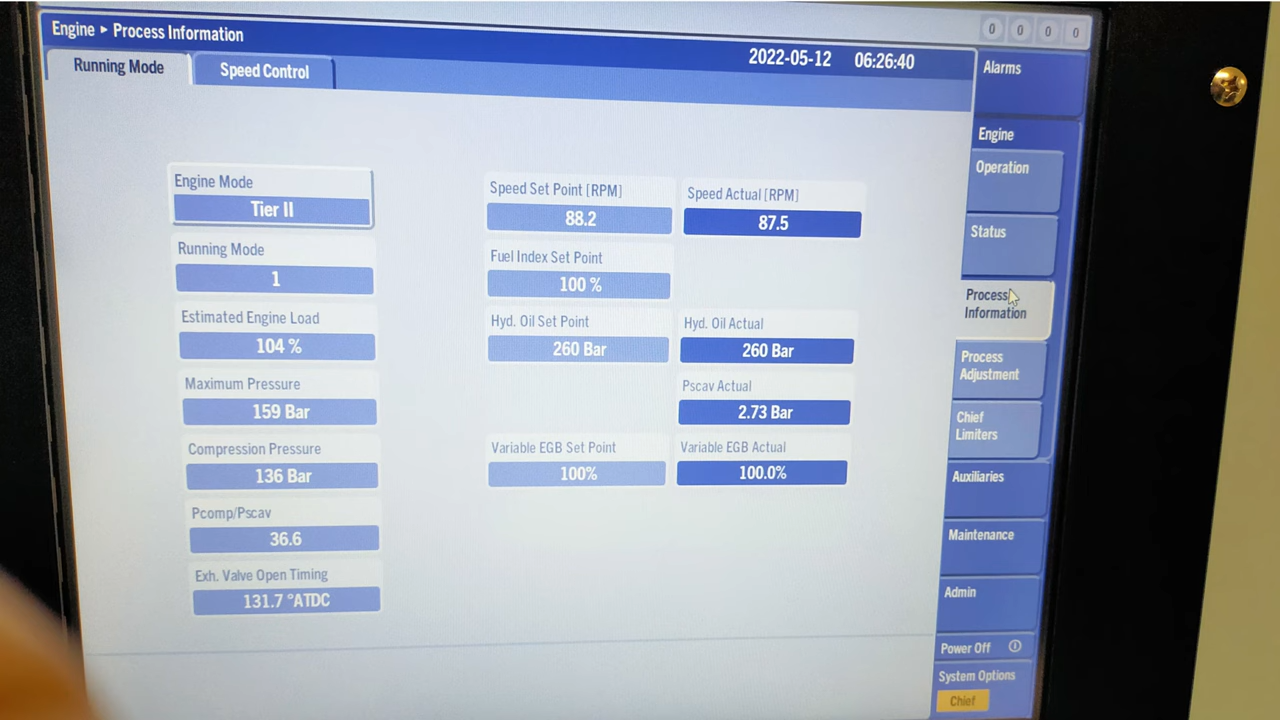 Engine ▸ Process Information
0 0 0 0
Running Mode
Speed Control
2022-05-12 06:26:40
Engine Mode
Tier II
Running Mode
1
Estimated Engine Load
104 %
Maximum Pressure
159 Bar
Compression Pressure
136 Bar
Pcomp/Pscav
36.6
Exh. Valve Open Timing
131.7 °ATDC
Speed Set Point [RPM]
88.2
Speed Actual [RPM]
87.5
Fuel Index Set Point
100 %
Hyd. Oil Set Point
260 Bar
Hyd. Oil Actual
260 Bar
Pscav Actual
2.73 Bar
Variable EGB Set Point
100%
Variable EGB Actual
100.0%
Alarms
Engine
Operation
Status
Process
Information
Process
Adjustment
Chief
Limiters
Auxiliaries
Maintenance
Admin
Power Off
System Options
Chief